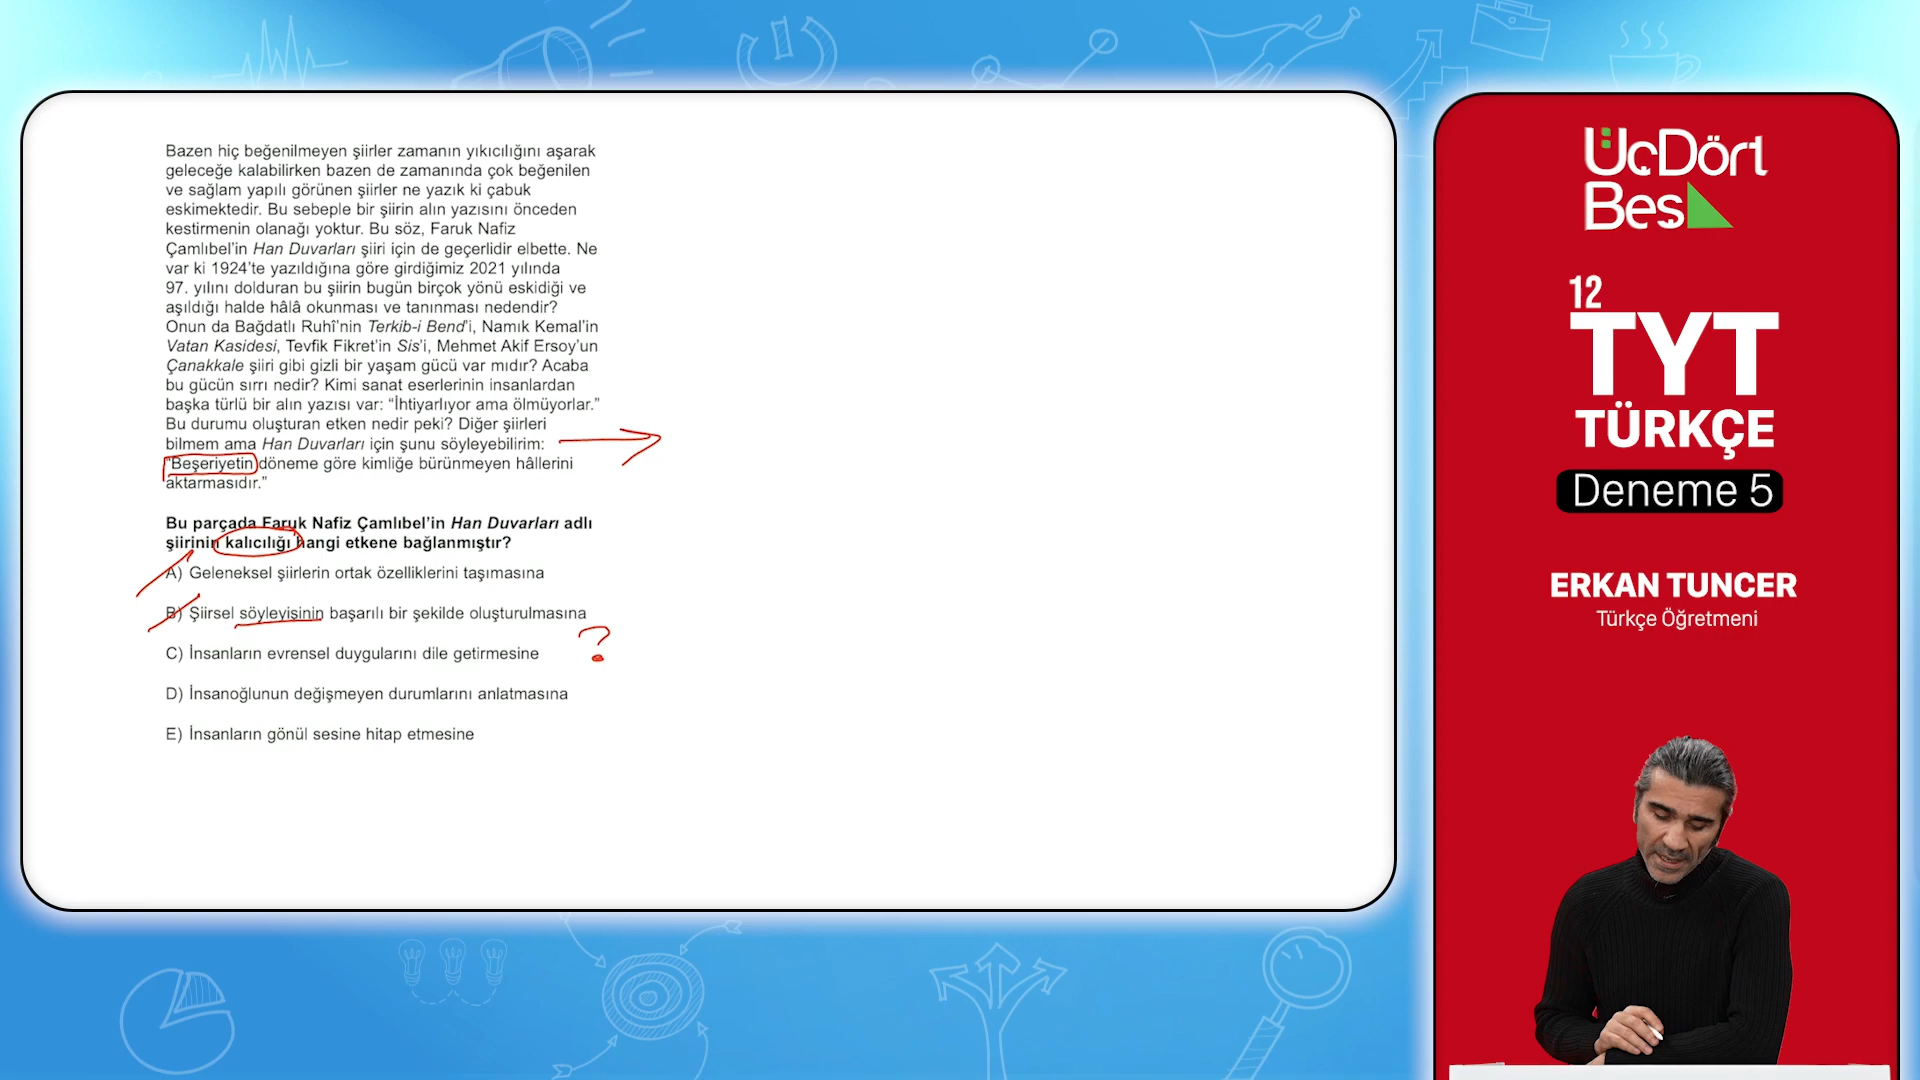 Bazen hiç beğenilmeyen şiirler zamanın yıkıcılığını aşarak
geleceğe kalabilirken bazen de zamanında çok beğenilen
ve sağlam yapılı görünen şiirler ne yazık ki çabuk
eskimektedir. Bu sebeple bir şiirin alın yazısını önceden
kestirmenin olanağı yoktur. Bu söz, Faruk Nafiz
Çamlıbel’in Han Duvarları şiiri için de geçerlidir elbette. Ne
var ki 1924’te yazıldığına göre girdiğimiz 2021 yılında
97. yılını dolduran bu şiirin bugün birçok yönü eskidiği ve
aşıldığı halde hâlâ okunması ve tanınması nedendir?
Onun da Bağdatlı Ruhî’nin Terkib-i Bend’i, Namık Kemal’in
Vatan Kasidesi, Tevfik Fikret’in Sis’i, Mehmet Akif Ersoy’un
Çanakkale şiiri gibi gizli bir yaşam gücü var mıdır? Acaba
bu gücün sırrı nedir? Kimi sanat eserlerinin insanlardan
başka türlü bir alın yazısı var: “İhtiyarlıyor ama ölmüyorlar.”
Bu durumu oluşturan etken nedir peki? Diğer şiirleri
bilmem ama Han Duvarları için şunu söyleyebilirim:
“Beşeriyetin döneme göre kimliğe bürünmeyen hâllerini
aktarmasıdır.”
Bu parçada Faruk Nafiz Çamlıbel’in Han Duvarları adlı
şiirinin kalıcılığı hangi etkene bağlanmıştır?
A) Geleneksel şiirlerin ortak özelliklerini taşımasına
B) Şiirsel söyleyişinin başarılı bir şekilde oluşturulmasına
?
C) İnsanların evrensel duygularını dile getirmesine
D) İnsanoğlunun değişmeyen durumlarını anlatmasına
E) İnsanların gönül sesine hitap etmesine
ÜçDört
Beş
12
TYT
TÜRKÇE
Deneme 5
ERKAN TUNCER
Türkçe Öğretmeni